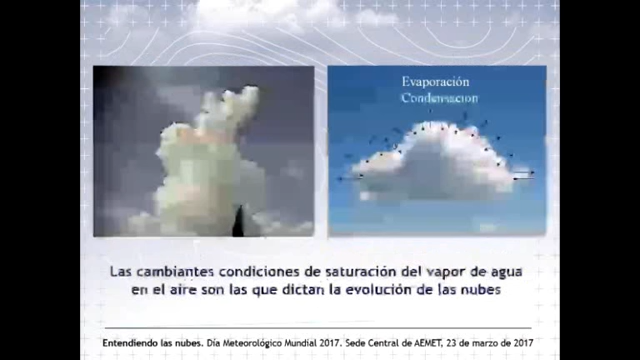 Evaporación
Condensación
Las cambiantes condiciones de saturación del vapor de agua
en el aire son las que dictan la evolución de las nubes
Entendiendo las nubes. Día Meteorológico Mundial 2017. Sede Central de AEMET, 23 de marzo de 2017